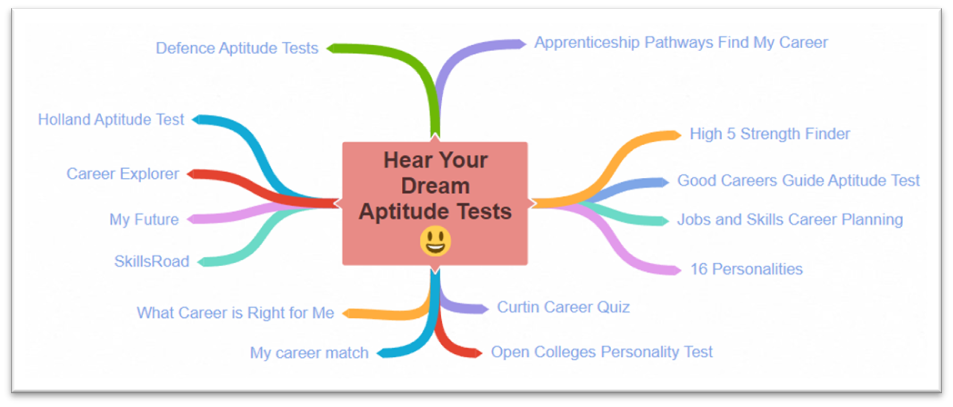 Defence Aptitude Tests
Apprenticeship Pathways Find My Career
Holland Aptitude Test
Career Explorer
My Future
SkillsRoad
Hear Your
Dream
Aptitude Tests
High 5 Strength Finder
Good Careers Guide Aptitude Test
Jobs and Skills Career Planning
16 Personalities
What Career is Right for Me
My career match
Curtin Career Quiz
Open Colleges Personality Test